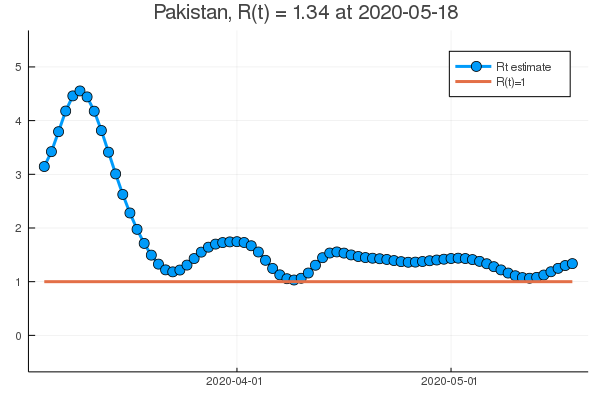 Pakistan, R(t) = 1.34 at 2020-05-18
Rt estimate
R(t)=1
5
4
3
2
1
0
2020-04-01
2020-05-01